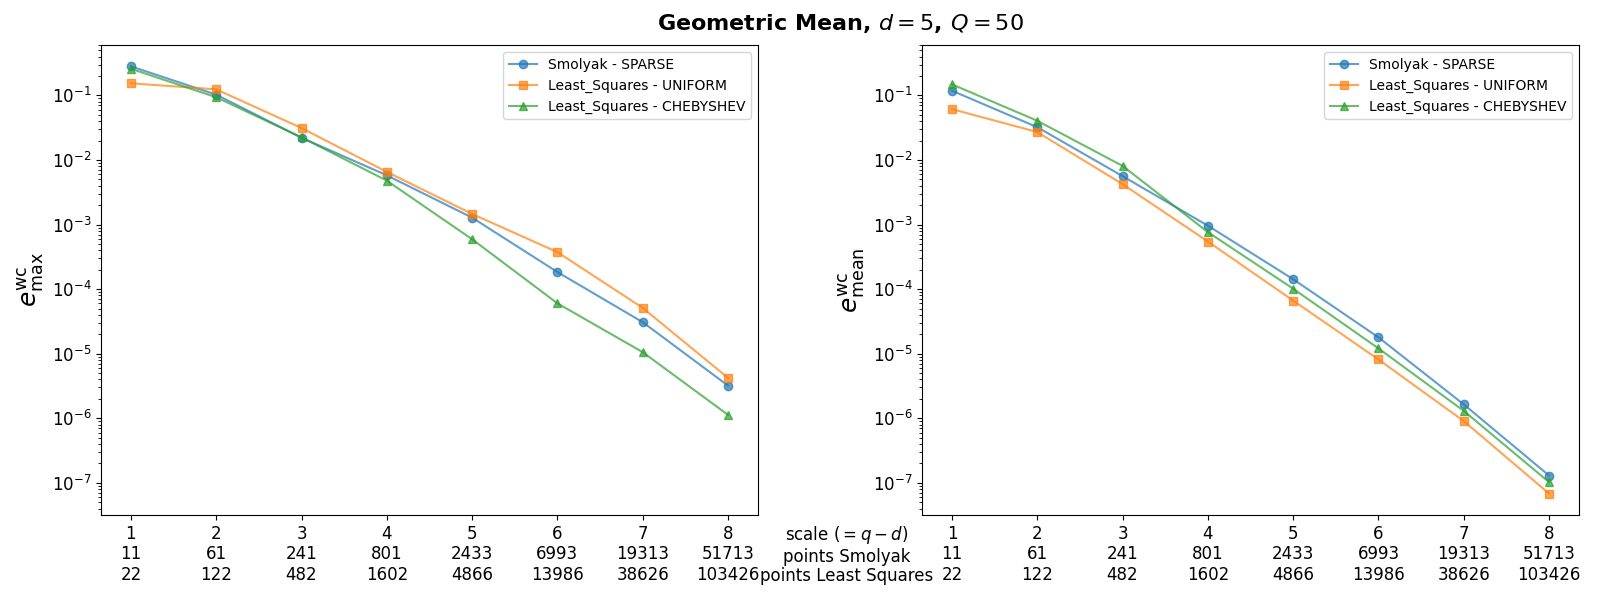 Geometric Mean, d = 5, Q = 50
Smolyak - SPARSE
Least_Squares - UNIFORM
Least_Squares - CHEBYSHEV
10⁻¹
10⁻²
10⁻³
10⁻⁴
10⁻⁵
10⁻⁶
10⁻⁷
e^wc_max
1 2 3 4 5 6 7 8
11 61 241 801 2433 6993 19313 51713
22 122 482 1602 4866 13986 38626 103426
scale (= q − d)
points Smolyak
points Least Squares
Smolyak - SPARSE
Least_Squares - UNIFORM
Least_Squares - CHEBYSHEV
10⁻¹
10⁻²
10⁻³
10⁻⁴
10⁻⁵
10⁻⁶
10⁻⁷
e^wc_mean
1 2 3 4 5 6 7 8
11 61 241 801 2433 6993 19313 51713
22 122 482 1602 4866 13986 38626 103426